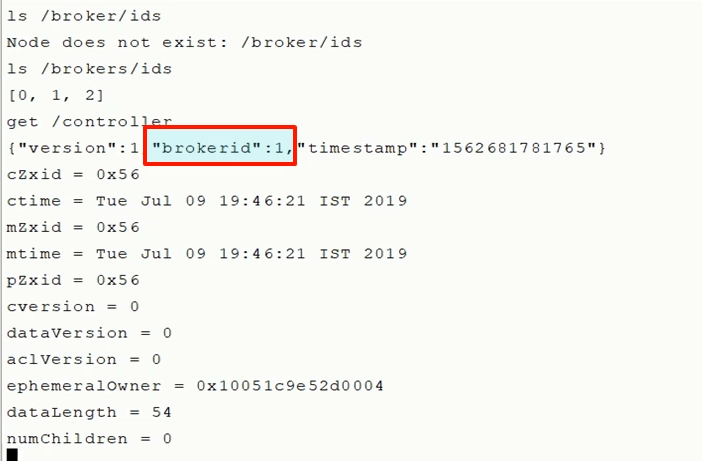 ls /broker/ids
Node does not exist: /broker/ids
ls /brokers/ids
[0, 1, 2]
get /controller
{"version":1,"brokerid":1,"timestamp":"1562681781765"}
cZxid = 0x56
ctime = Tue Jul 09 19:46:21 IST 2019
mZxid = 0x56
mtime = Tue Jul 09 19:46:21 IST 2019
pZxid = 0x56
cversion = 0
dataVersion = 0
aclVersion = 0
ephemeralOwner = 0x10051c9e52d0004
dataLength = 54
numChildren = 0